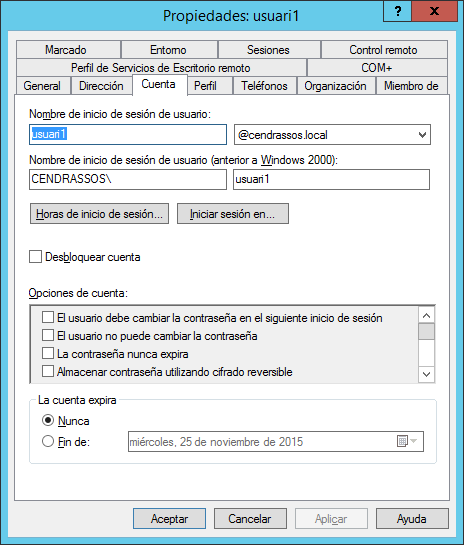 Propiedades: usuari1
? X
Marcado Entorno Sesiones Control remoto
Perfil de Servicios de Escritorio remoto COM+
General Dirección Cuenta Perfil Teléfonos Organización Miembro de
Nombre de inicio de sesión de usuario:
usuari1 @cendrassos.local
Nombre de inicio de sesión de usuario (anterior a Windows 2000):
CENDRASSOS\ usuari1
Horas de inicio de sesión... Iniciar sesión en...
Desbloquear cuenta
Opciones de cuenta:
El usuario debe cambiar la contraseña en el siguiente inicio de sesión
El usuario no puede cambiar la contraseña
La contraseña nunca expira
Almacenar contraseña utilizando cifrado reversible
La cuenta expira
Nunca
Fin de: miércoles, 25 de noviembre de 2015
Aceptar Cancelar Aplicar Ayuda